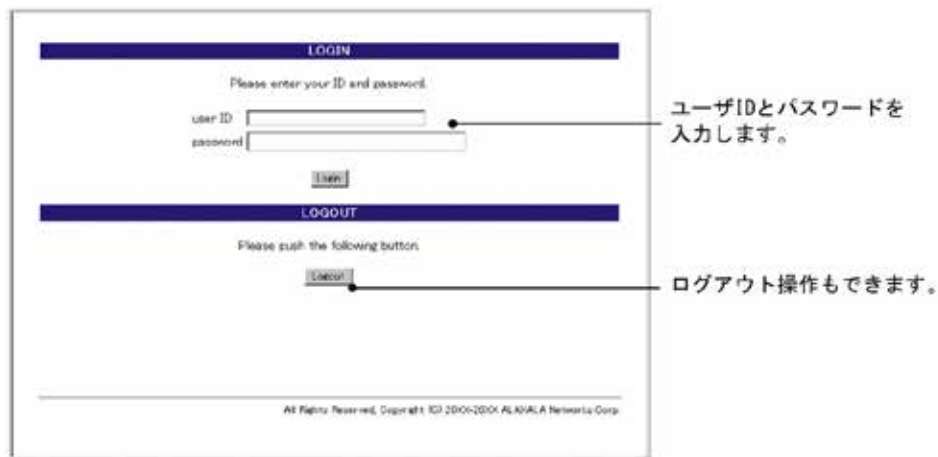 LOGIN
Please enter your ID and password.
user ID
password
Login
LOGOUT
Please push the following button.
Logout
All Rights Reserved, Copyright (C) 20XX-20XX ALAXALA Networks Corp.
ユーザIDとパスワードを
入力します。
ログアウト操作もできます。